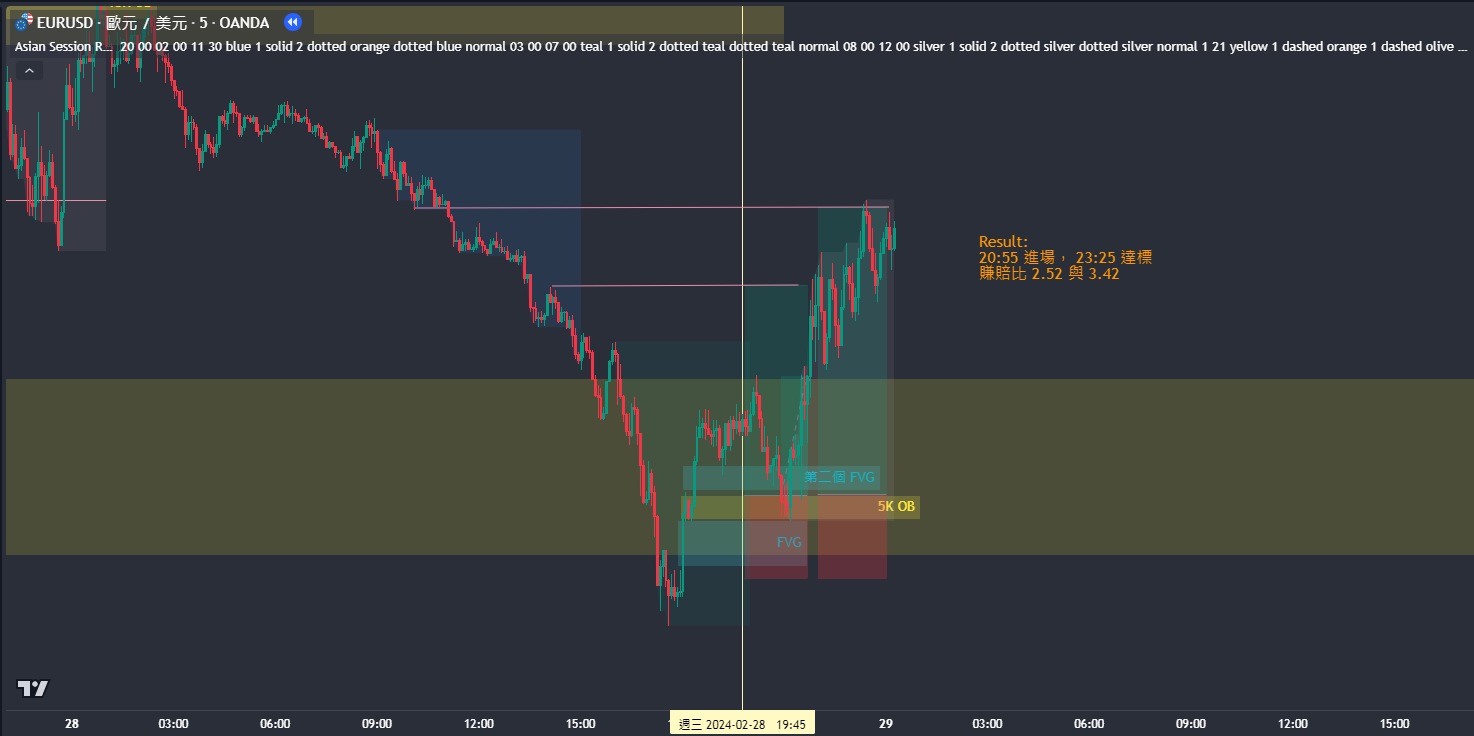 EURUSD · 歐元 / 美元 · 5 · OANDA
Asian Session R... 20 00 02 00 11 30 blue 1 solid 2 dotted orange dotted blue normal 03 00 07 00 teal 1 solid 2 dotted teal dotted teal normal 08 00 12 00 silver 1 solid 2 dotted silver dotted silver normal 1 21 yellow 1 dashed orange 1 dashed olive ...
Result:
20:55 進場， 23:25 達標
賺賠比 2.52 與 3.42
第二個 FVG
5K OB
FVG
28 03:00 06:00 09:00 12:00 15:00 週三 2024-02-28 19:45 29 03:00 06:00 09:00 12:00 15:00